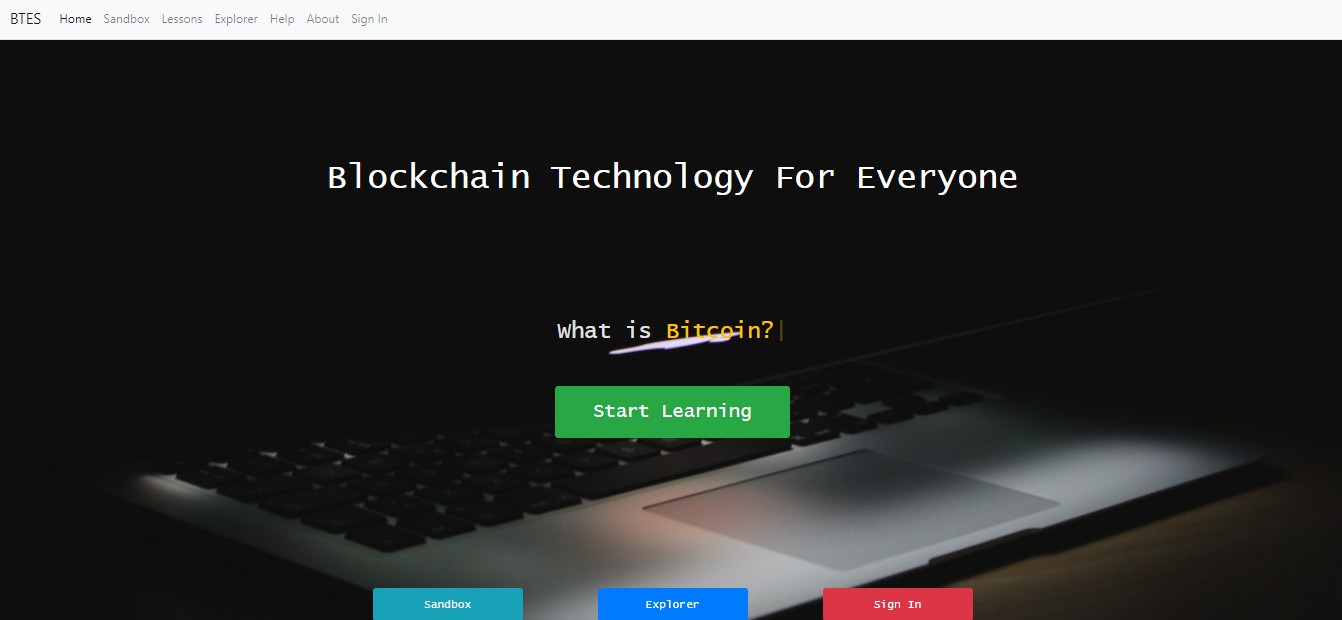 BTES Home Sandbox Lessons Explorer Help About Sign In
Blockchain Technology For Everyone
What is Bitcoin?
Start Learning
Sandbox Explorer Sign In